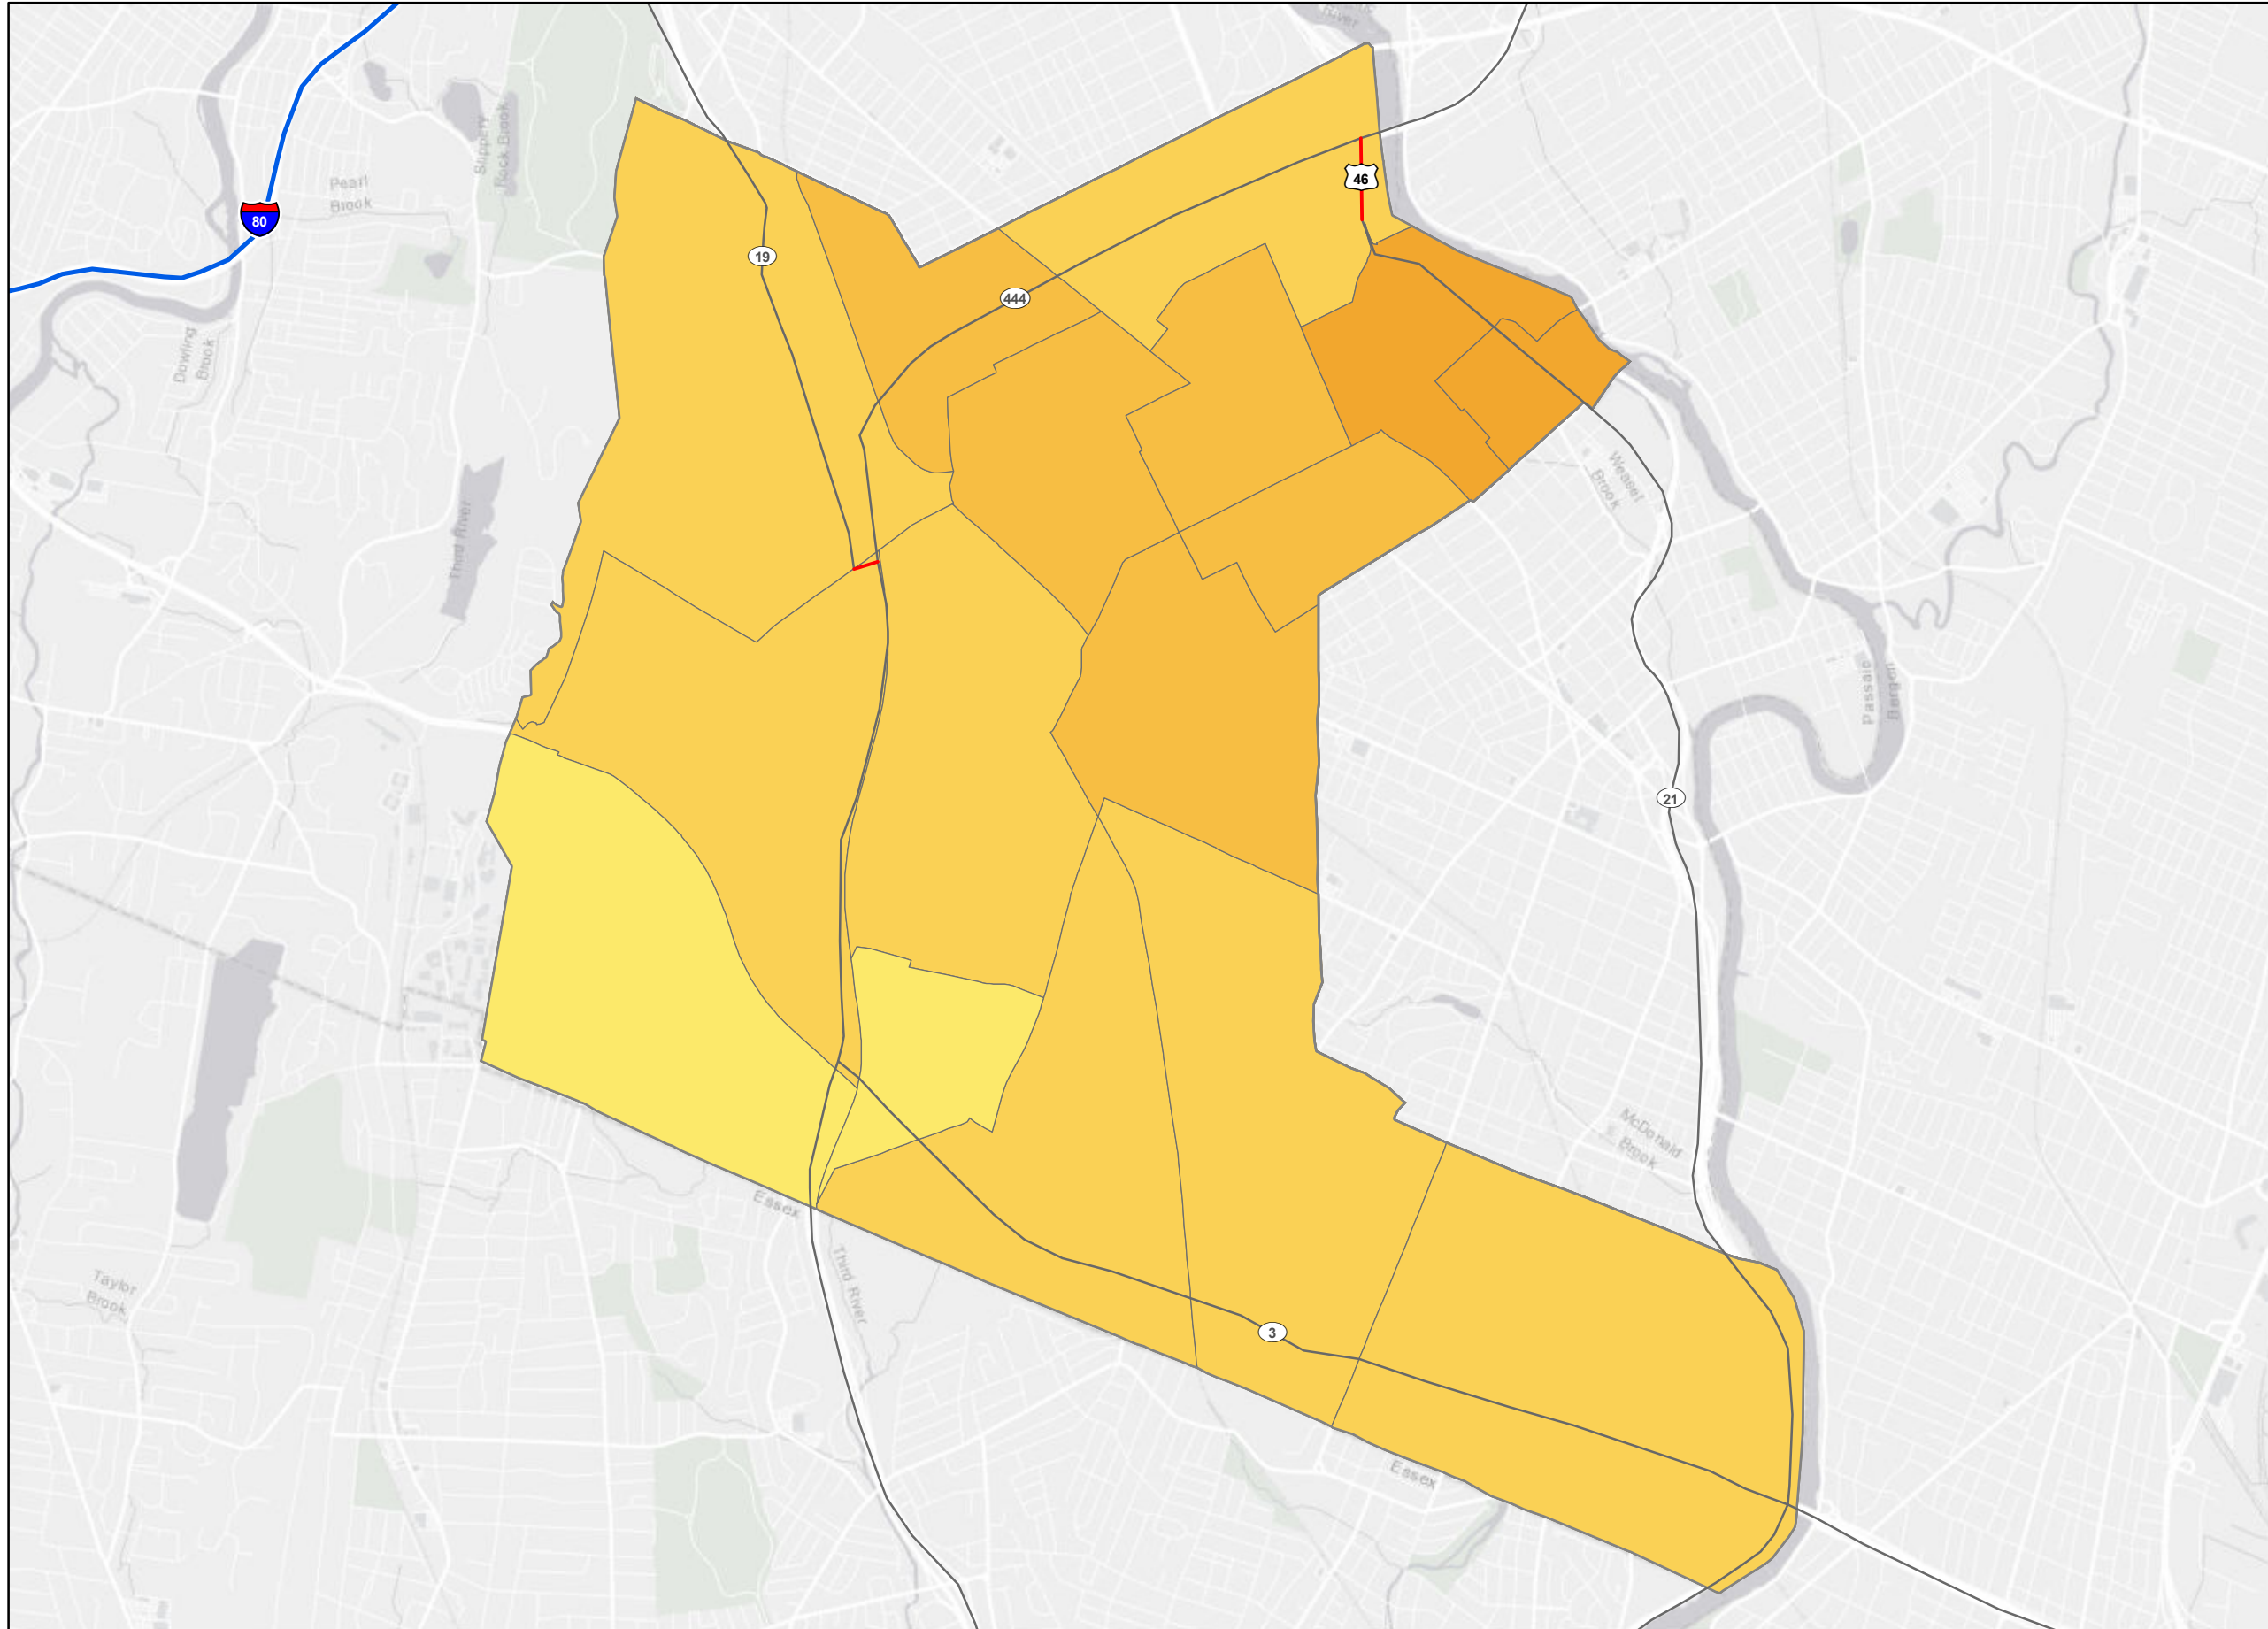 River
Slippery
Rock Brook
Pearl
Brook
46
80
19
444
Dowling
Brook
Third River
Weasel
Brook
Passaic
Bergen
21
McDonald
Brook
Essex
Third River
Taylor
Brook
3
Essex